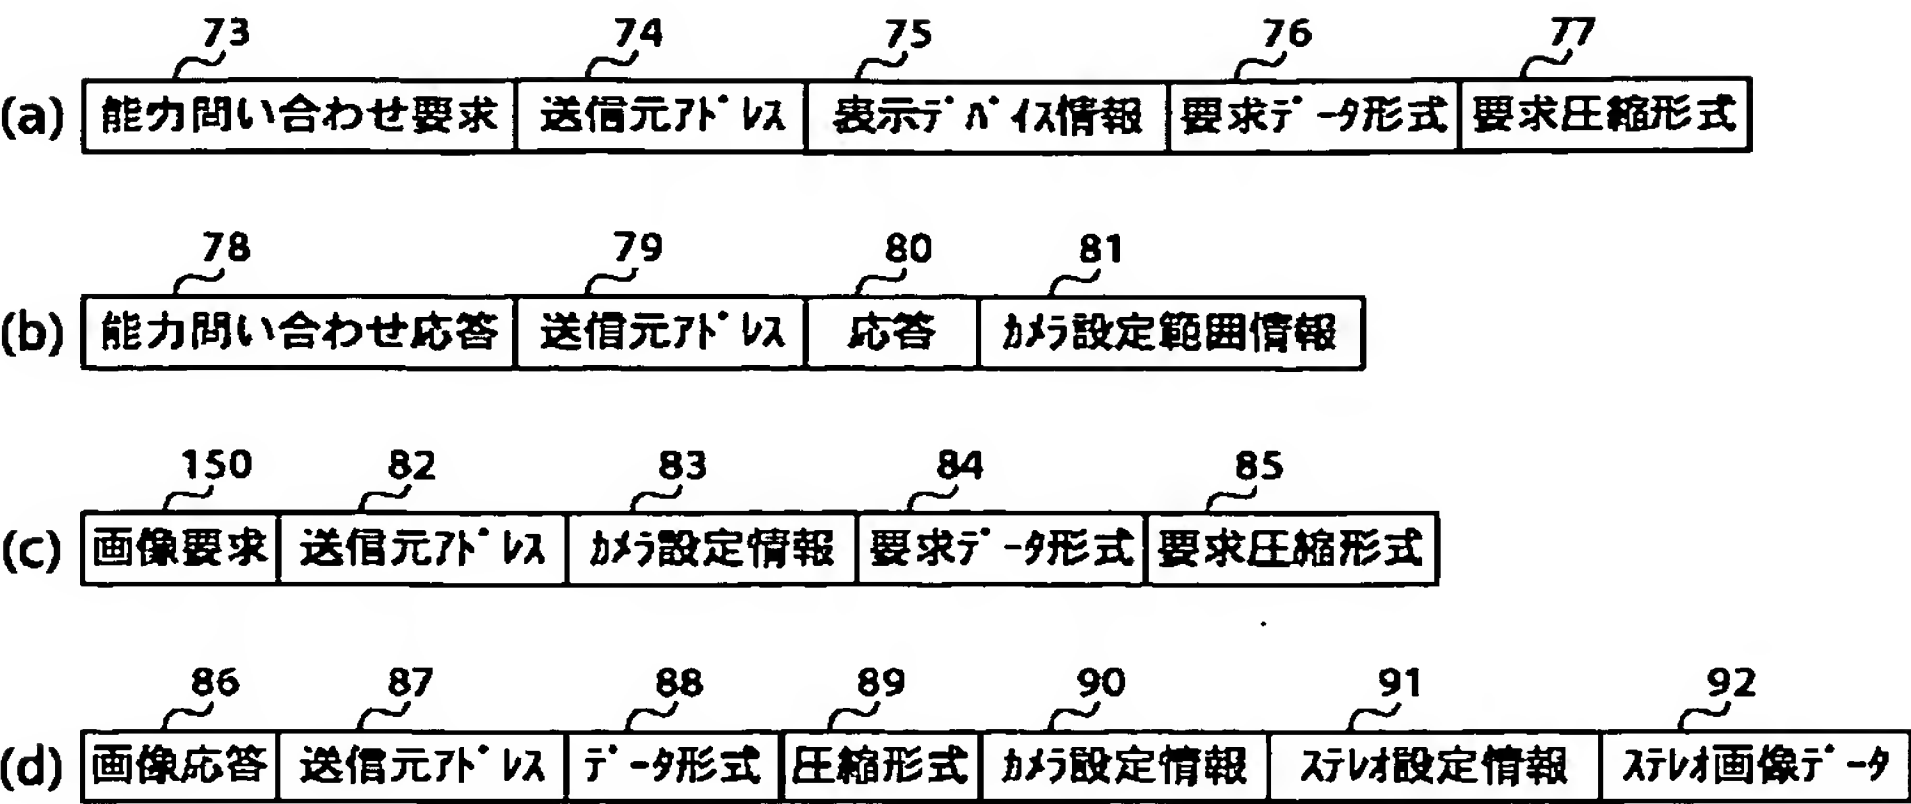 73 74 75 76 77
(a) 能力問い合わせ要求 送信元アドレス 表示デバイス情報 要求データ形式 要求圧縮形式
78 79 80 81
(b) 能力問い合わせ応答 送信元アドレス 応答 カメラ設定範囲情報
150 82 83 84 85
(c) 画像要求 送信元アドレス カメラ設定情報 要求データ形式 要求圧縮形式
86 87 88 89 90 91 92
(d) 画像応答 送信元アドレス データ形式 圧縮形式 カメラ設定情報 ステレオ設定情報 ステレオ画像データ